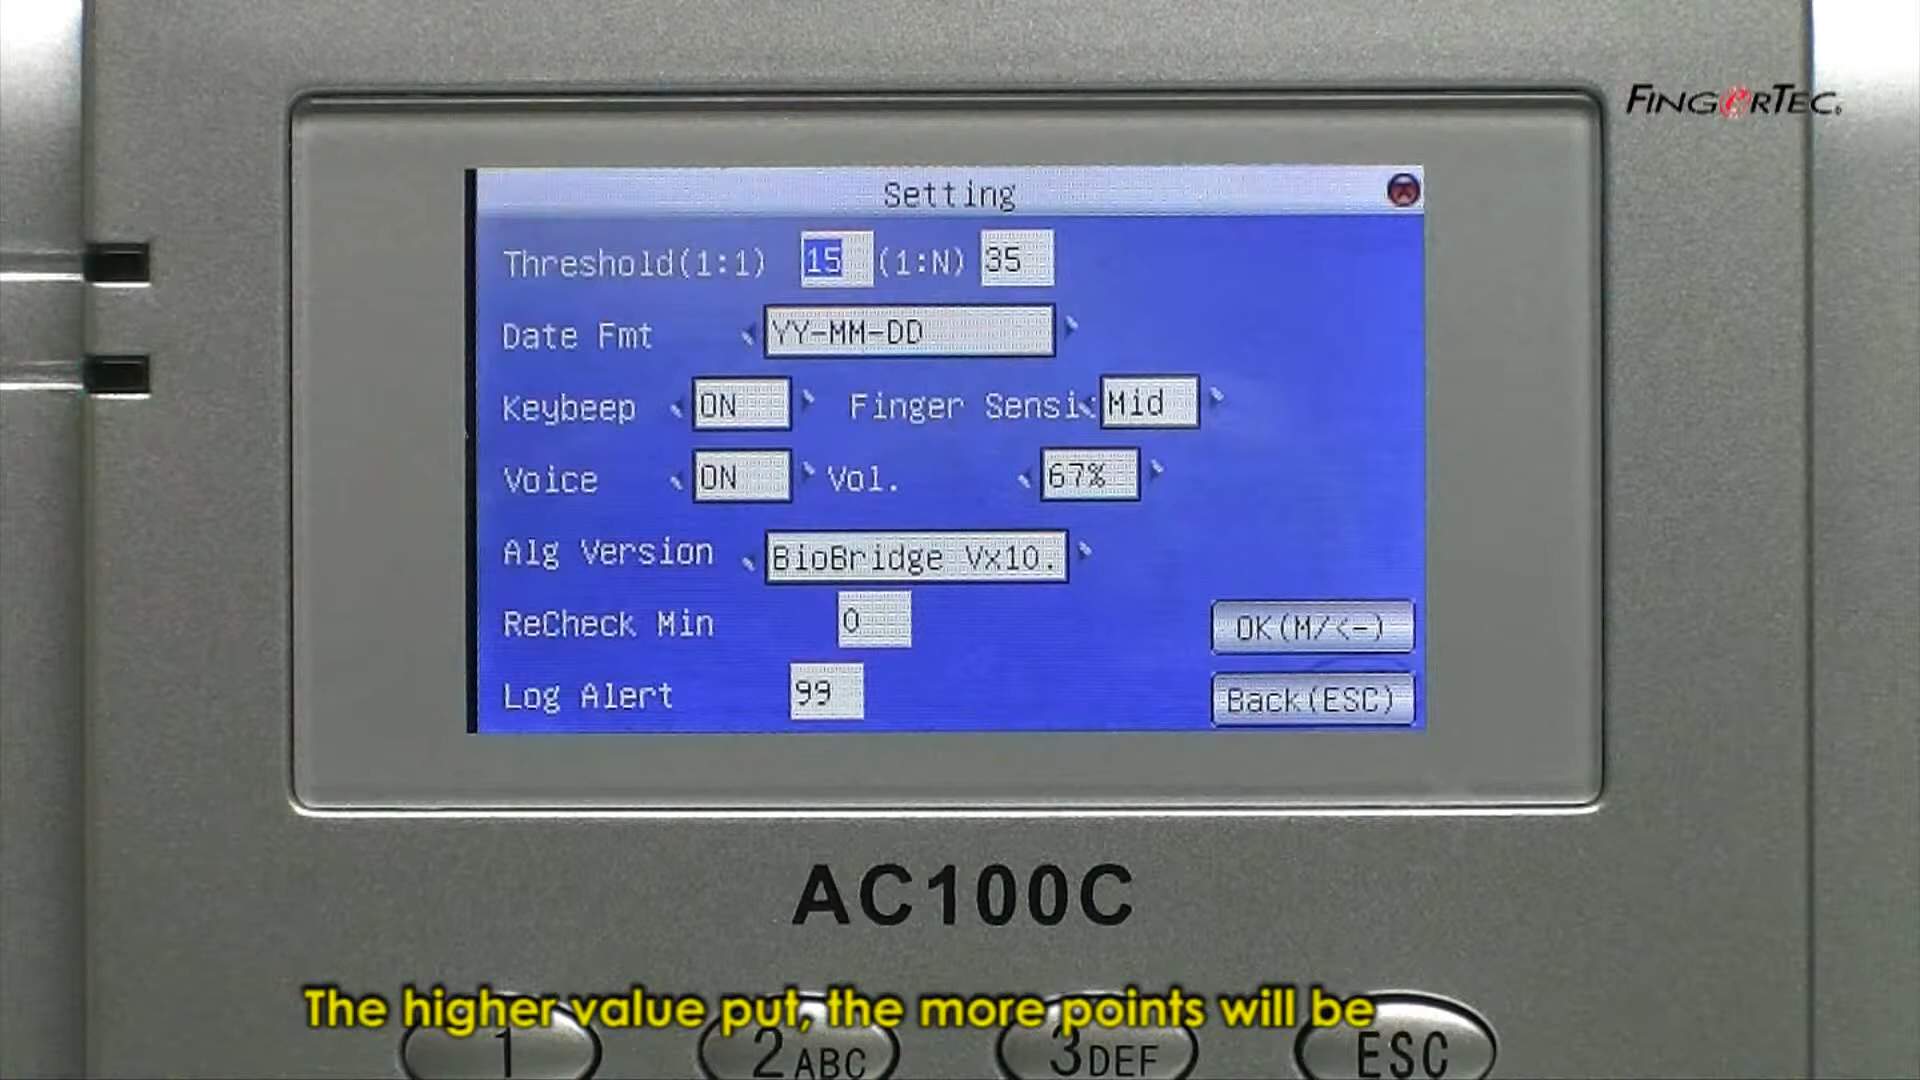 FINGERTEC
Setting
Threshold(1:1) 15 (1:N) 35
Date Fmt YY-MM-DD
Keybeep ON Finger Sensi: Mid
Voice ON Vol. 67%
Alg Version BioBridge Vx10.
ReCheck Min 0
OK(M/<-)
Log Alert 99
Back(ESC)
AC100C
The higher value put, the more points will be
1 2ABC 3DEF ESC